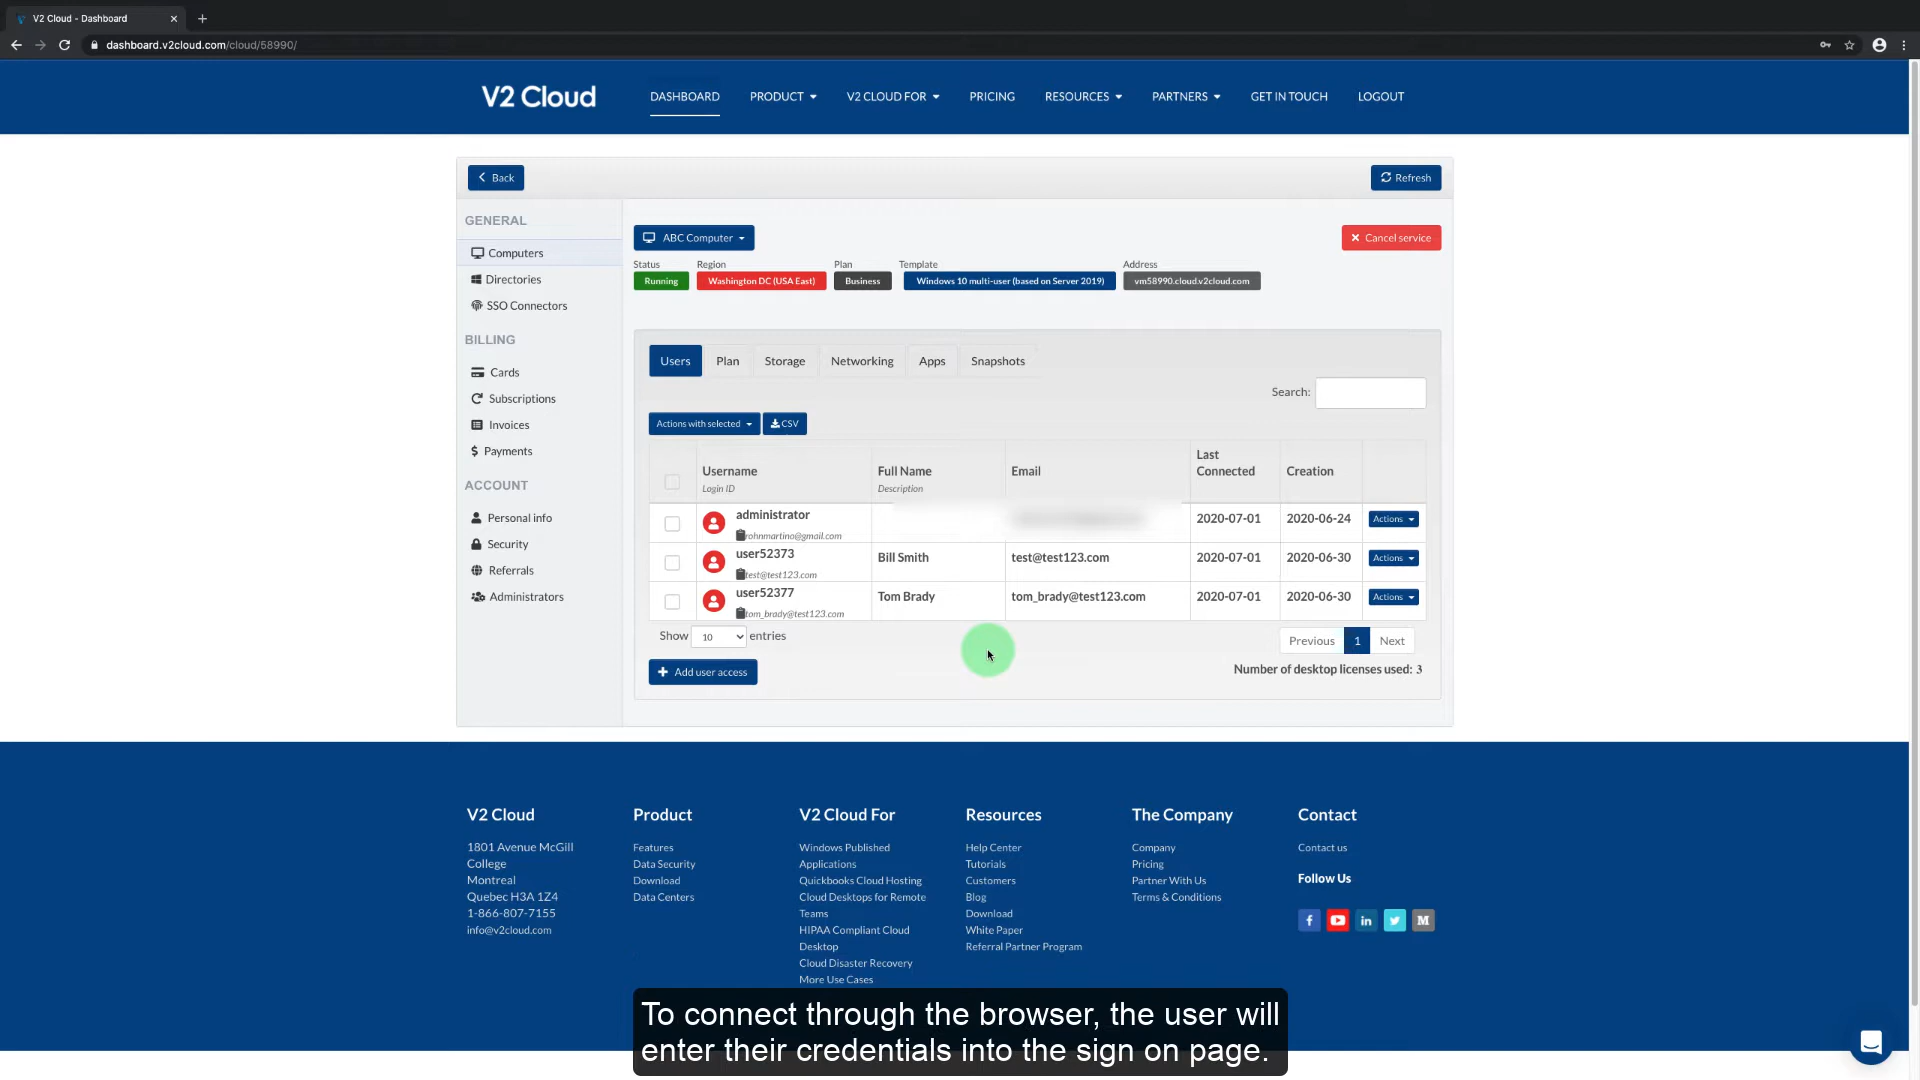 V2 Cloud - Dashboard
dashboard.v2cloud.com/cloud/58990/
V2 Cloud
DASHBOARD
PRODUCT
V2 CLOUD FOR
PRICING
RESOURCES
PARTNERS
GET IN TOUCH
LOGOUT
Back
Refresh
GENERAL
Computers
Directories
SSO Connectors
BILLING
Cards
Subscriptions
Invoices
Payments
ACCOUNT
Personal info
Security
Referrals
Administrators
ABC Computer
Cancel service
Status Region Plan Template Address
Running Washington DC (USA East) Business Windows 10 multi-user (based on Server 2019) vm58990.cloud.v2cloud.com
Users Plan Storage Networking Apps Snapshots
Search:
Actions with selected CSV
Username Full Name Email Last Connected Creation
Login ID Description
administrator 2020-07-01 2020-06-24 Actions
rohnmartino@gmail.com
user52373 Bill Smith test@test123.com 2020-07-01 2020-06-30 Actions
test@test123.com
user52377 Tom Brady tom_brady@test123.com 2020-07-01 2020-06-30 Actions
tom_brady@test123.com
Show 10 entries
Previous 1 Next
Add user access
Number of desktop licenses used: 3
V2 Cloud
1801 Avenue McGill
College
Montreal
Quebec H3A 1Z4
1-866-807-7155
info@v2cloud.com
Product
Features
Data Security
Download
Data Centers
V2 Cloud For
Windows Published
Applications
Quickbooks Cloud Hosting
Cloud Desktops for Remote
Teams
HIPAA Compliant Cloud
Desktop
Cloud Disaster Recovery
More Use Cases
Resources
Help Center
Tutorials
Customers
Blog
Download
White Paper
Referral Partner Program
The Company
Company
Pricing
Partner With Us
Terms & Conditions
Contact
Contact us
Follow Us
To connect through the browser, the user will
enter their credentials into the sign on page.